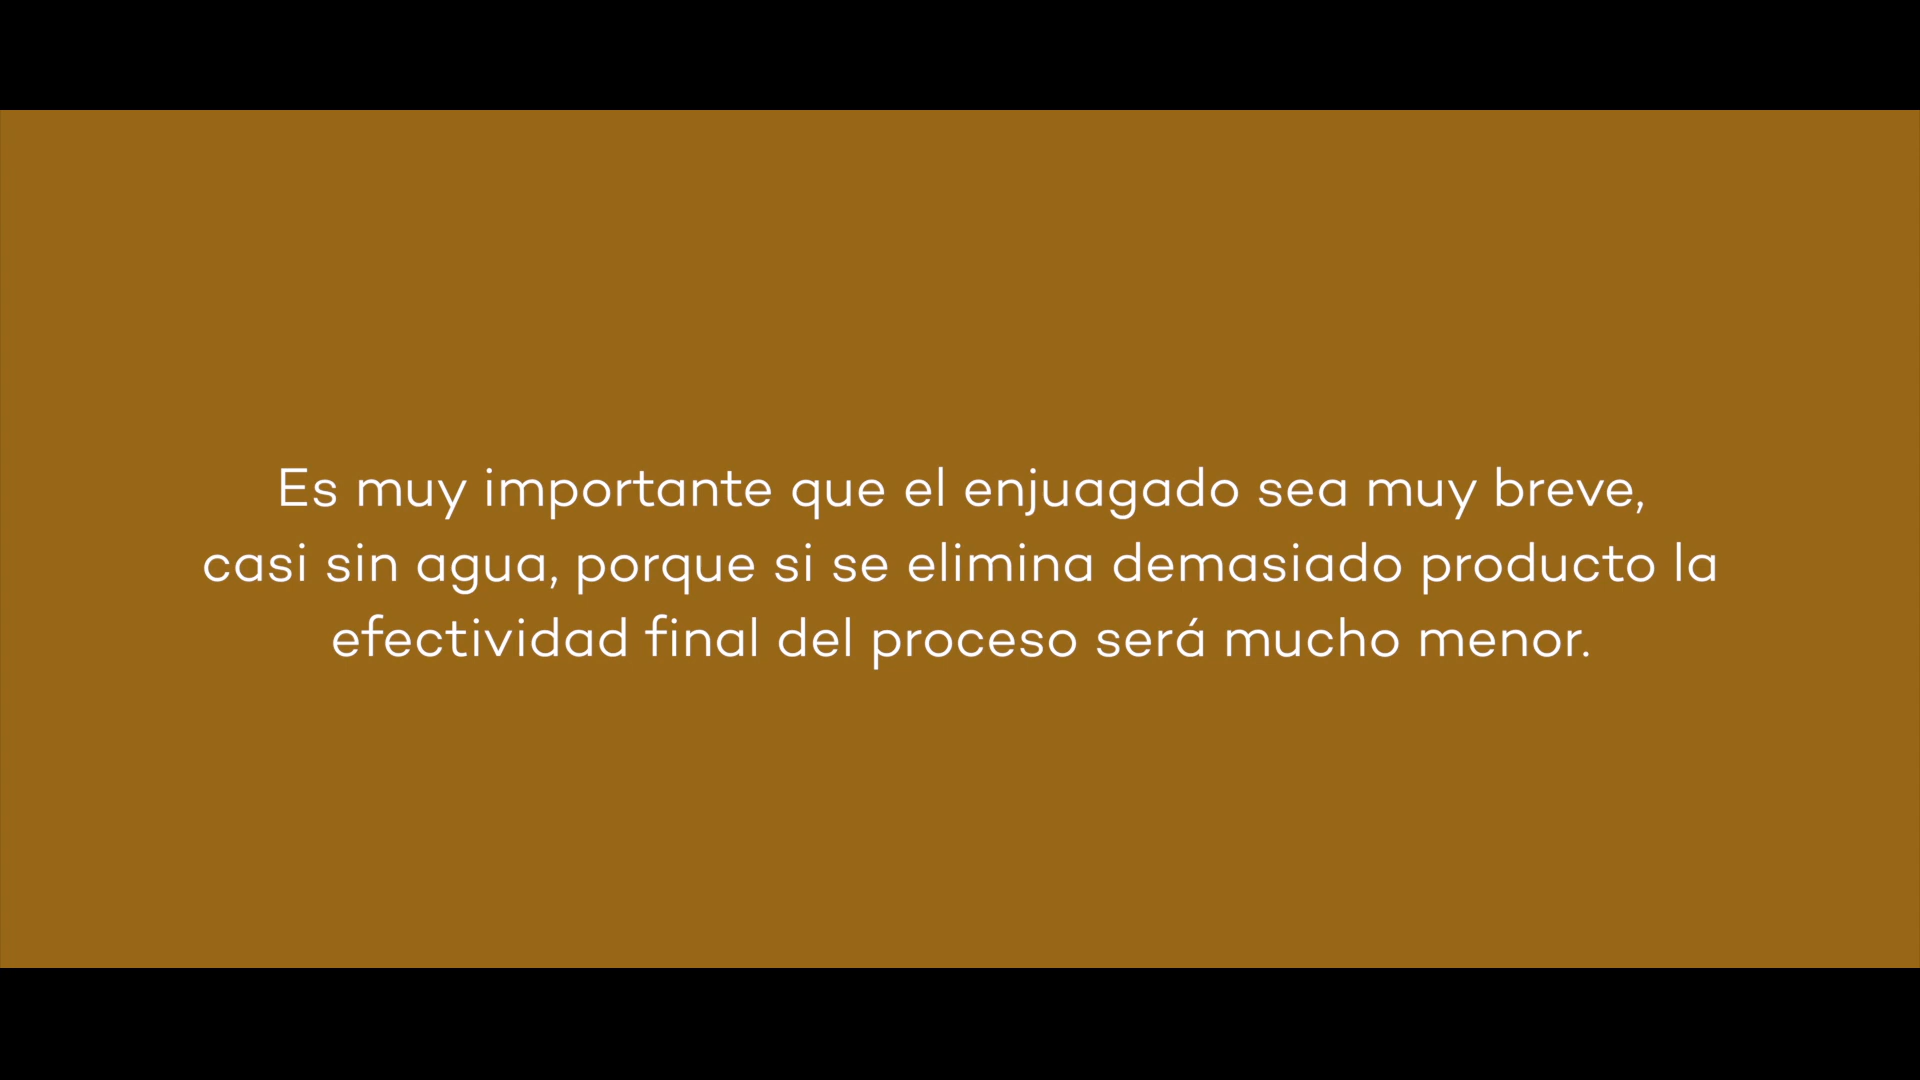 Es muy importante que el enjuagado sea muy breve,
casi sin agua, porque si se elimina demasiado producto la
efectividad final del proceso será mucho menor.